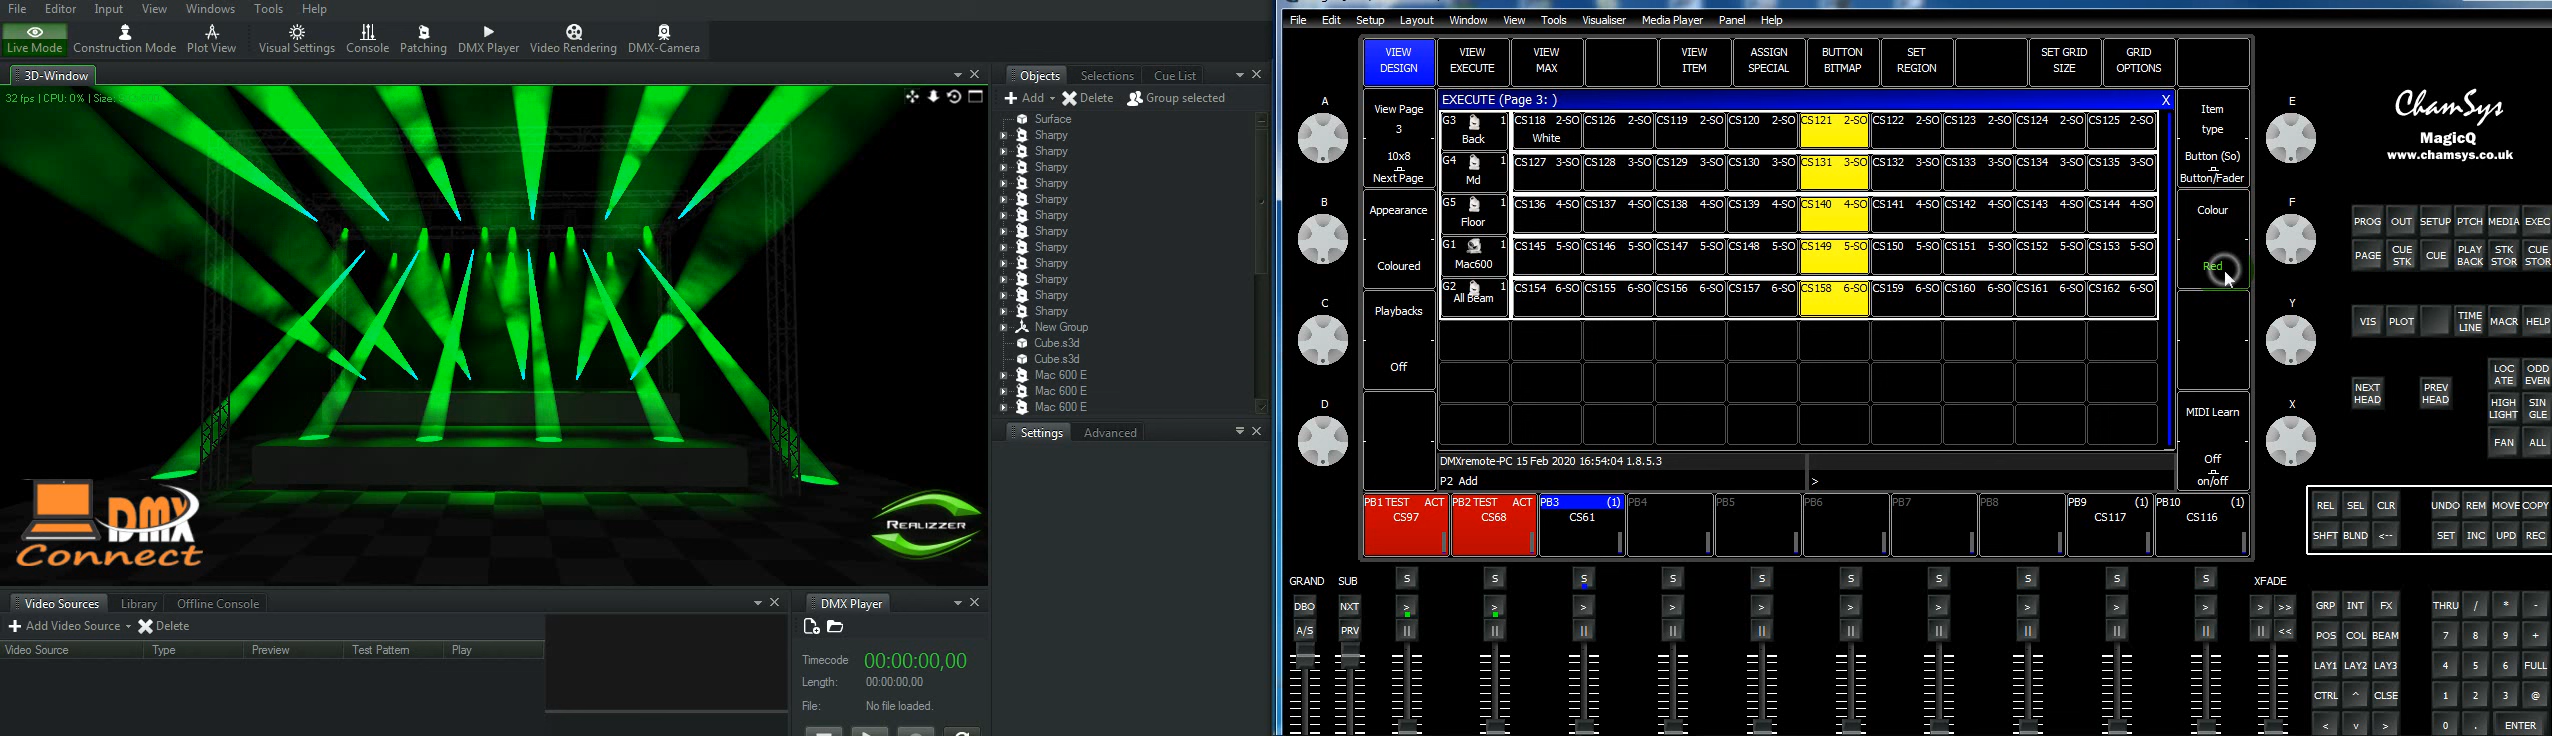 File Editor Input View Windows Tools Help
Live Mode Construction Mode Plot View Visual Settings Console Patching DMX Player Video Rendering DMX-Camera
3D-Window
32 fps | CPU: 0% | Size:
DMX
Connect
REALIZZER
Objects Selections Cue List
Add Delete Group selected
Surface
Sharpy
Sharpy
Sharpy
Sharpy
Sharpy
Sharpy
Sharpy
Sharpy
Sharpy
Sharpy
Sharpy
Sharpy
New Group
Cube.s3d
Cube.s3d
Mac 600 E
Mac 600 E
Mac 600 E
Settings Advanced
Video Sources Library Offline Console
Add Video Source Delete
Video Source Type Preview Test Pattern Play
DMX Player
Timecode 00:00:00,00
Length: 00:00:00,00
File: No file loaded.
File Edit Setup Layout Window View Tools Visualiser Media Player Panel Help
VIEW DESIGN VIEW EXECUTE VIEW MAX VIEW ITEM ASSIGN SPECIAL BUTTON BITMAP SET REGION SET GRID SIZE GRID OPTIONS
View Page
3
10x8
Next Page
Appearance
Coloured
Playbacks
Off
EXECUTE (Page 3: ) X
G3 1 Back CS118 2-SO White CS126 2-SO CS119 2-SO CS120 2-SO CS121 2-SO CS122 2-SO CS123 2-SO CS124 2-SO CS125 2-SO
G4 1 Md CS127 3-SO CS128 3-SO CS129 3-SO CS130 3-SO CS131 3-SO CS132 3-SO CS133 3-SO CS134 3-SO CS135 3-SO
G5 1 Floor CS136 4-SO CS137 4-SO CS138 4-SO CS139 4-SO CS140 4-SO CS141 4-SO CS142 4-SO CS143 4-SO CS144 4-SO
G1 1 Mac600 CS145 5-SO CS146 5-SO CS147 5-SO CS148 5-SO CS149 5-SO CS150 5-SO CS151 5-SO CS152 5-SO CS153 5-SO
G2 1 All Beam CS154 6-SO CS155 6-SO CS156 6-SO CS157 6-SO CS158 6-SO CS159 6-SO CS160 6-SO CS161 6-SO CS162 6-SO
DMXremote-PC 15 Feb 2020 16:54:04 1.8.5.3
P2 Add >
Item
type
Button (So)
Button/Fader
Colour
Red
MIDI Learn
Off
on/off
PB1 TEST ACT PB2 TEST ACT PB3 (1) PB4 PB5 PB6 PB7 PB8 PB9 (1) PB10 (1)
CS97 CS68 CS61 CS117 CS116
A
B
C
D
E
F
Y
X
ChamSys
MagicQ
www.chamsys.co.uk
PROG OUT SETUP PTCH MEDIA EXEC
PAGE CUE STK CUE PLAY BACK STK STOR CUE STOR
VIS PLOT TIME LINE MACR HELP
NEXT HEAD PREV HEAD LOC ATE ODD EVEN
HIGH LIGHT SIN GLE
FAN ALL
REL SEL CLR UNDO REM MOVE COPY
SHFT BLND <-- SET INC UPD REC
GRAND SUB S S S S S S S S S S XFADE
DBO NXT > > > > > > > > > > > >>
A/S PRV || || || || || || || || || || || <<
GRP INT FX THRU / * -
POS COL BEAM 7 8 9 +
LAY1 LAY2 LAY3 4 5 6 FULL
CTRL ^ CLSE 1 2 3 @
< v > 0 . ENTER